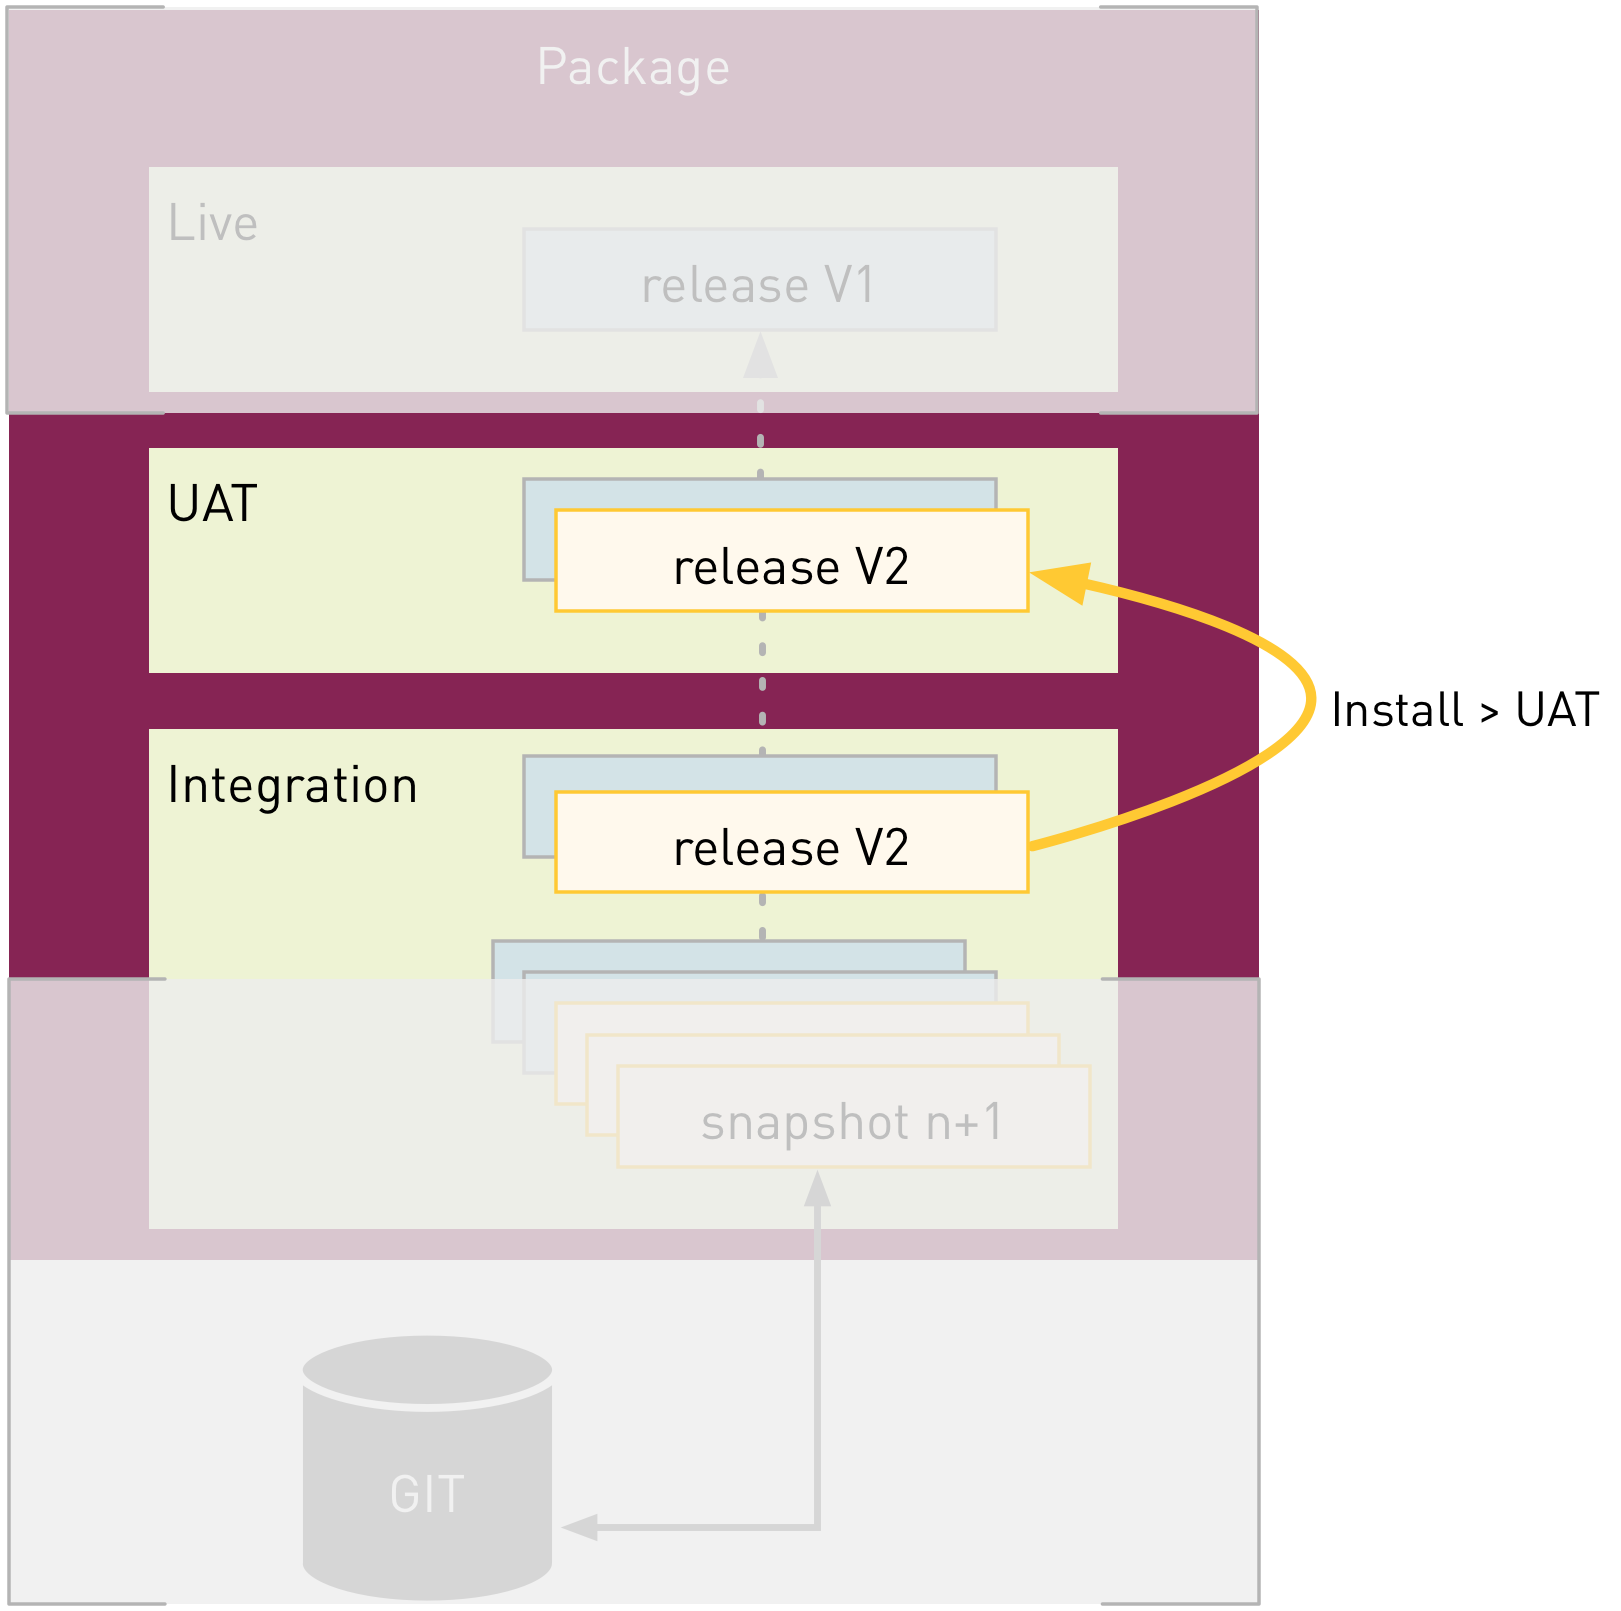 Package
Live
release V1
UAT
release V2
Install > UAT
Integration
release V2
snapshot n+1
GIT